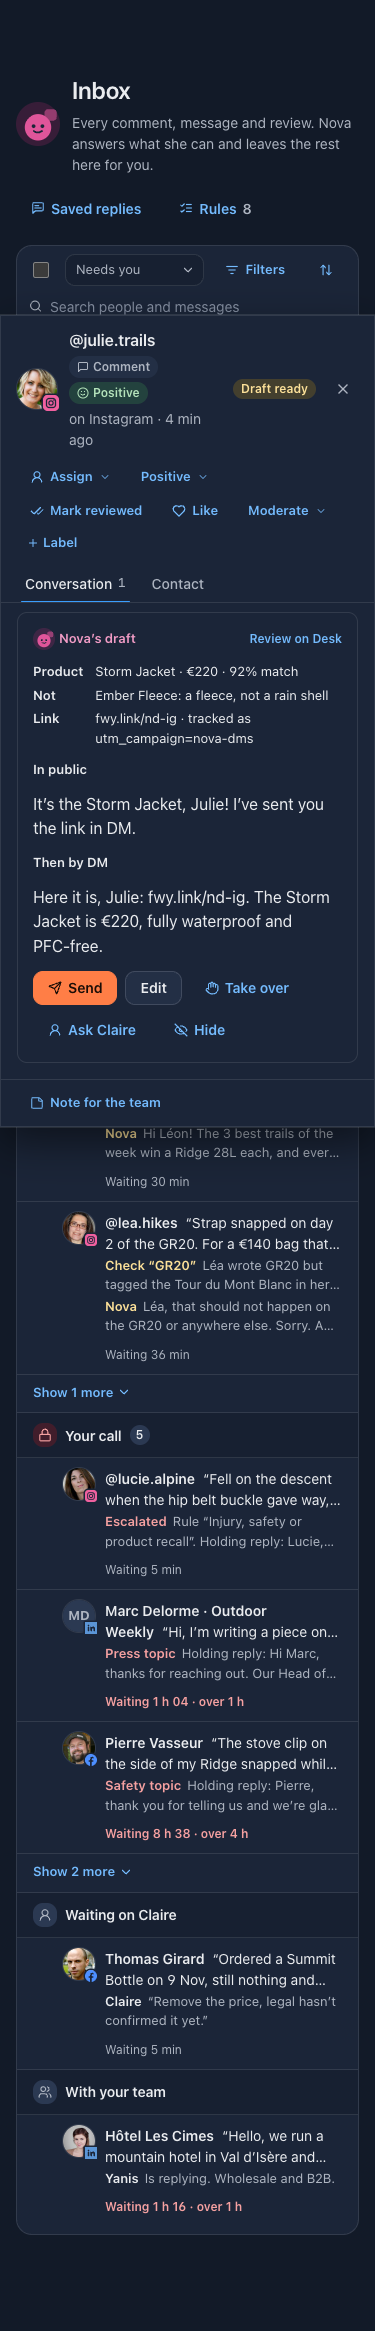 Inbox
Every comment, message and review. Nova
answers what she can and leaves the rest
here for you.
Saved replies
Rules 8
Needs you
Filters
Search people and messages
@julie.trails
Comment
Positive
on Instagram · 4 min
ago
Draft ready
Assign
Positive
Mark reviewed
Like
Moderate
Label
Conversation 1
Contact
Nova’s draft
Review on Desk
Product Storm Jacket · €220 · 92% match
Not Ember Fleece: a fleece, not a rain shell
Link fwy.link/nd-ig · tracked as
utm_campaign=nova-dms
In public
It’s the Storm Jacket, Julie! I’ve sent you
the link in DM.
Then by DM
Here it is, Julie: fwy.link/nd-ig. The Storm
Jacket is €220, fully waterproof and
PFC-free.
Send
Edit
Take over
Ask Claire
Hide
Note for the team
Nova Hi Léon! The 3 best trails of the
week win a Ridge 28L each, and ever…
Waiting 30 min
@lea.hikes “Strap snapped on day
2 of the GR20. For a €140 bag that…
Check “GR20” Léa wrote GR20 but
tagged the Tour du Mont Blanc in her…
Nova Léa, that should not happen on
the GR20 or anywhere else. Sorry. A…
Waiting 36 min
Show 1 more
Your call 5
@lucie.alpine “Fell on the descent
when the hip belt buckle gave way,…
Escalated Rule “Injury, safety or
product recall”. Holding reply: Lucie,…
Waiting 5 min
MD
Marc Delorme · Outdoor
Weekly “Hi, I’m writing a piece on…
Press topic Holding reply: Hi Marc,
thanks for reaching out. Our Head of…
Waiting 1 h 04 · over 1 h
Pierre Vasseur “The stove clip on
the side of my Ridge snapped whil…
Safety topic Holding reply: Pierre,
thank you for telling us and we’re gla…
Waiting 8 h 38 · over 4 h
Show 2 more
Waiting on Claire
Thomas Girard “Ordered a Summit
Bottle on 9 Nov, still nothing and…
Claire “Remove the price, legal hasn’t
confirmed it yet.”
Waiting 5 min
With your team
Hôtel Les Cimes “Hello, we run a
mountain hotel in Val d’Isère and…
Yanis Is replying. Wholesale and B2B.
Waiting 1 h 16 · over 1 h